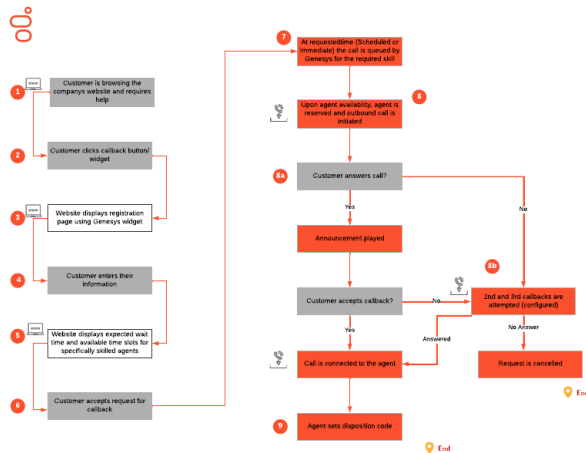 1
www
Customer is browsing the
companys website and requires
help
2
Customer clicks callback button/
widget
3
www
Website displays registration
page using Genesys widget
4
Customer enters their
information
5
www
Website displays expected wait
time and available time slots for
specifically skilled agents
6
Customer accepts request for
callback
7
At requestedtime (Scheduled or
Immediate) the call is queued by
Genesys for the required skill
8
Upon agent availability, agent is
reserved and outbound call is
initiated
8a
Customer answers call?
Yes
No
Announcement played
8b
Customer accepts callback?
No
2nd and 3rd callbacks are
attempted (configured)
Yes
Answered
No Answer
Call is connected to the agent
Request is cancelled
End
9
Agent sets disposition code
End